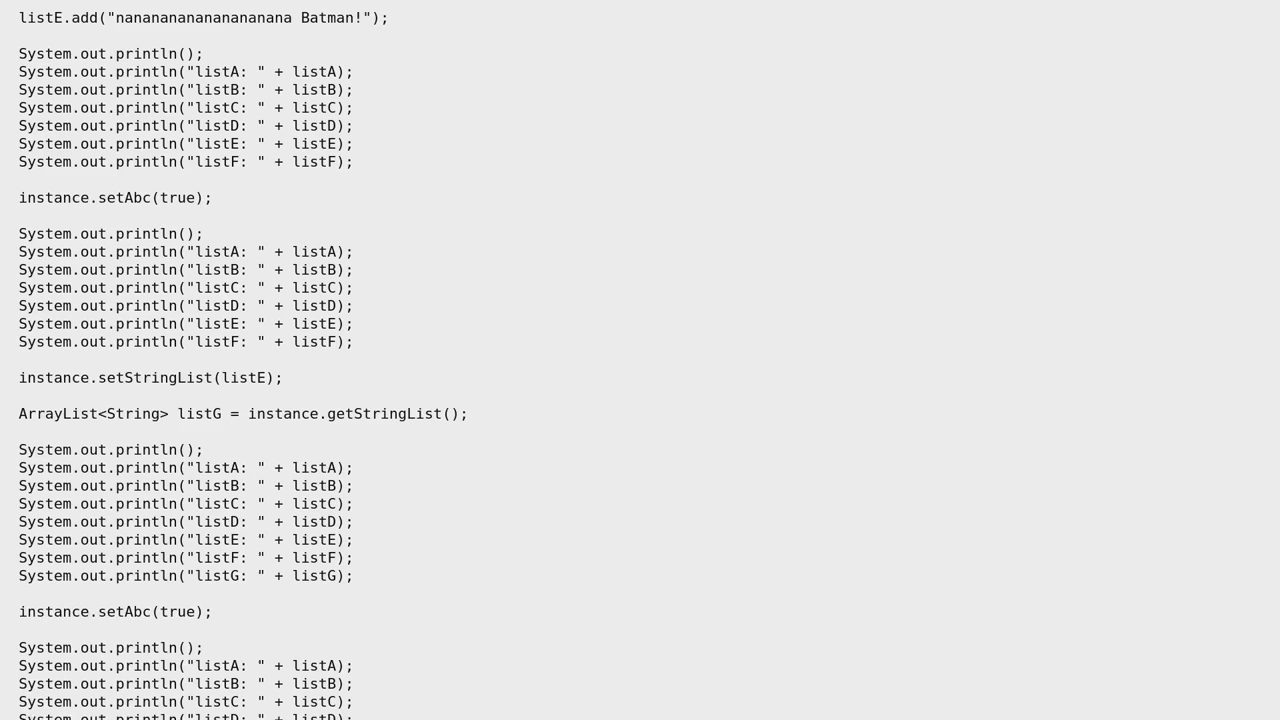 listE.add("nanananananananana Batman!");
System.out.println();
System.out.println("listA: " + listA);
System.out.println("listB: " + listB);
System.out.println("listC: " + listC);
System.out.println("listD: " + listD);
System.out.println("listE: " + listE);
System.out.println("listF: " + listF);
instance.setAbc(true);
System.out.println();
System.out.println("listA: " + listA);
System.out.println("listB: " + listB);
System.out.println("listC: " + listC);
System.out.println("listD: " + listD);
System.out.println("listE: " + listE);
System.out.println("listF: " + listF);
instance.setStringList(listE);
ArrayList<String> listG = instance.getStringList();
System.out.println();
System.out.println("listA: " + listA);
System.out.println("listB: " + listB);
System.out.println("listC: " + listC);
System.out.println("listD: " + listD);
System.out.println("listE: " + listE);
System.out.println("listF: " + listF);
System.out.println("listG: " + listG);
instance.setAbc(true);
System.out.println();
System.out.println("listA: " + listA);
System.out.println("listB: " + listB);
System.out.println("listC: " + listC);
System.out.println("listD: " + listD);